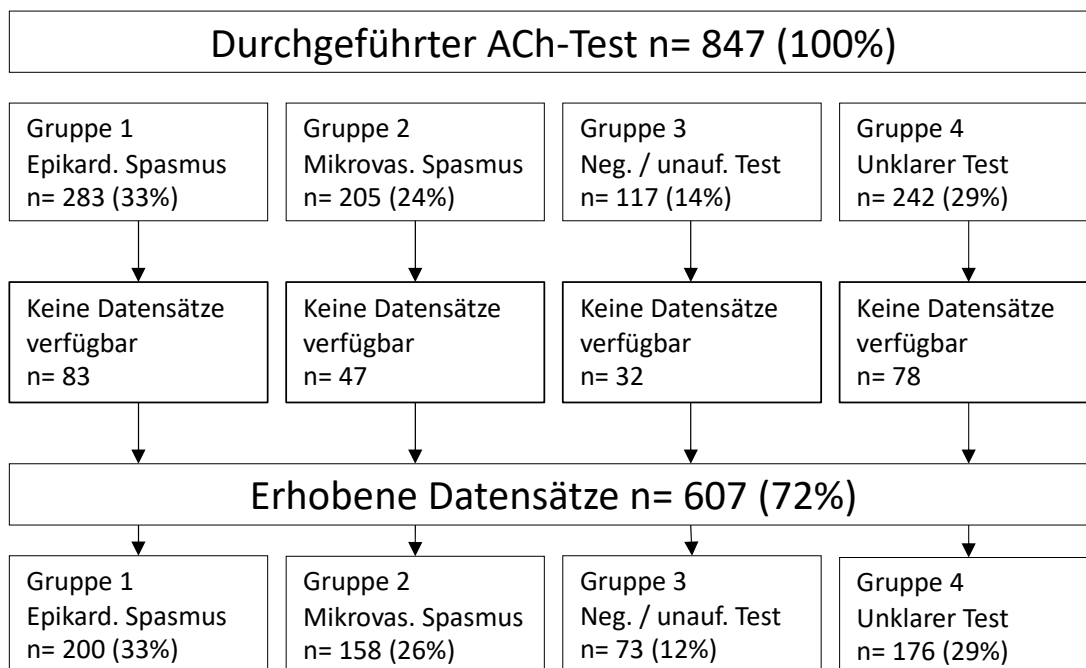 Durchgeführter ACh-Test n= 847 (100%)
Gruppe 1
Epikard. Spasmus
n= 283 (33%)
Gruppe 2
Mikrovas. Spasmus
n= 205 (24%)
Gruppe 3
Neg. / unauf. Test
n= 117 (14%)
Gruppe 4
Unklarer Test
n= 242 (29%)
Keine Datensätze
verfügbar
n= 83
Keine Datensätze
verfügbar
n= 47
Keine Datensätze
verfügbar
n= 32
Keine Datensätze
verfügbar
n= 78
Erhobene Datensätze n= 607 (72%)
Gruppe 1
Epikard. Spasmus
n= 200 (33%)
Gruppe 2
Mikrovas. Spasmus
n= 158 (26%)
Gruppe 3
Neg. / unauf. Test
n= 73 (12%)
Gruppe 4
Unklarer Test
n= 176 (29%)